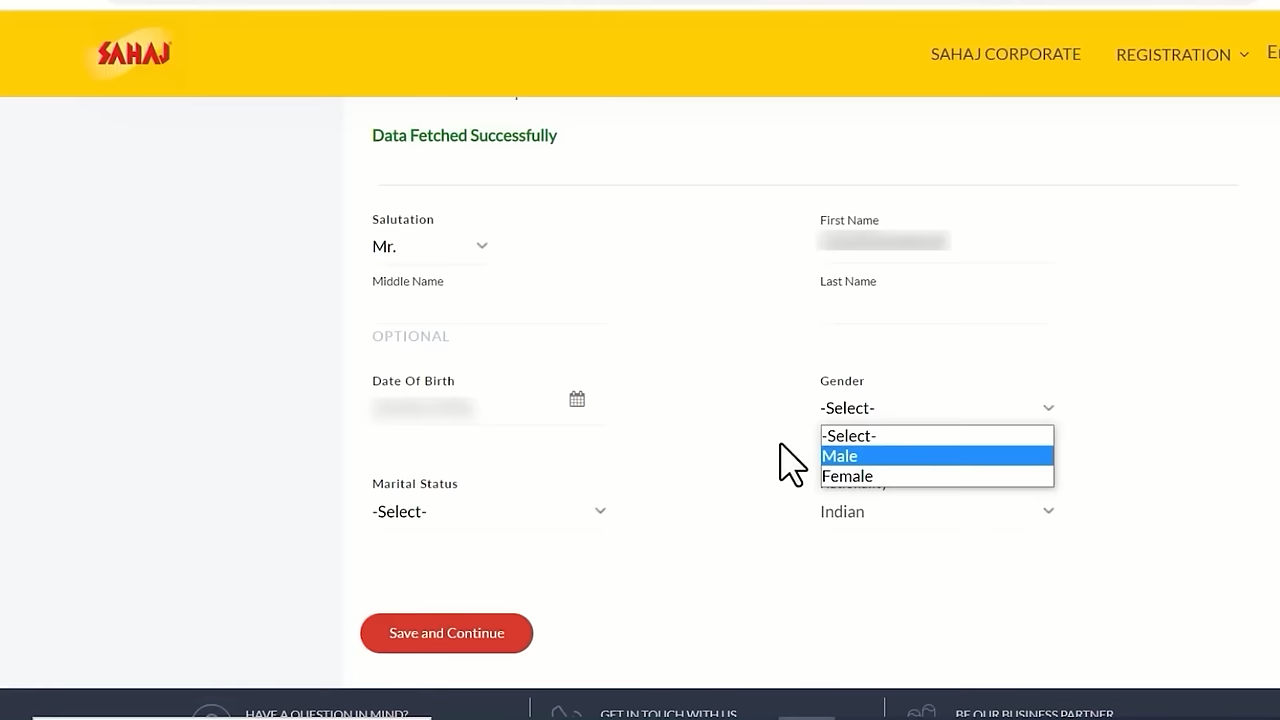 SAHAJ
SAHAJ CORPORATE
REGISTRATION
Data Fetched Successfully
Salutation
Mr.
First Name
Middle Name
Last Name
OPTIONAL
Date Of Birth
Gender
-Select-
-Select-
Male
Female
Marital Status
-Select-
Nationality
Indian
Save and Continue
HAVE A QUESTION IN MIND?
GET IN TOUCH WITH US
BE OUR BUSINESS PARTNER